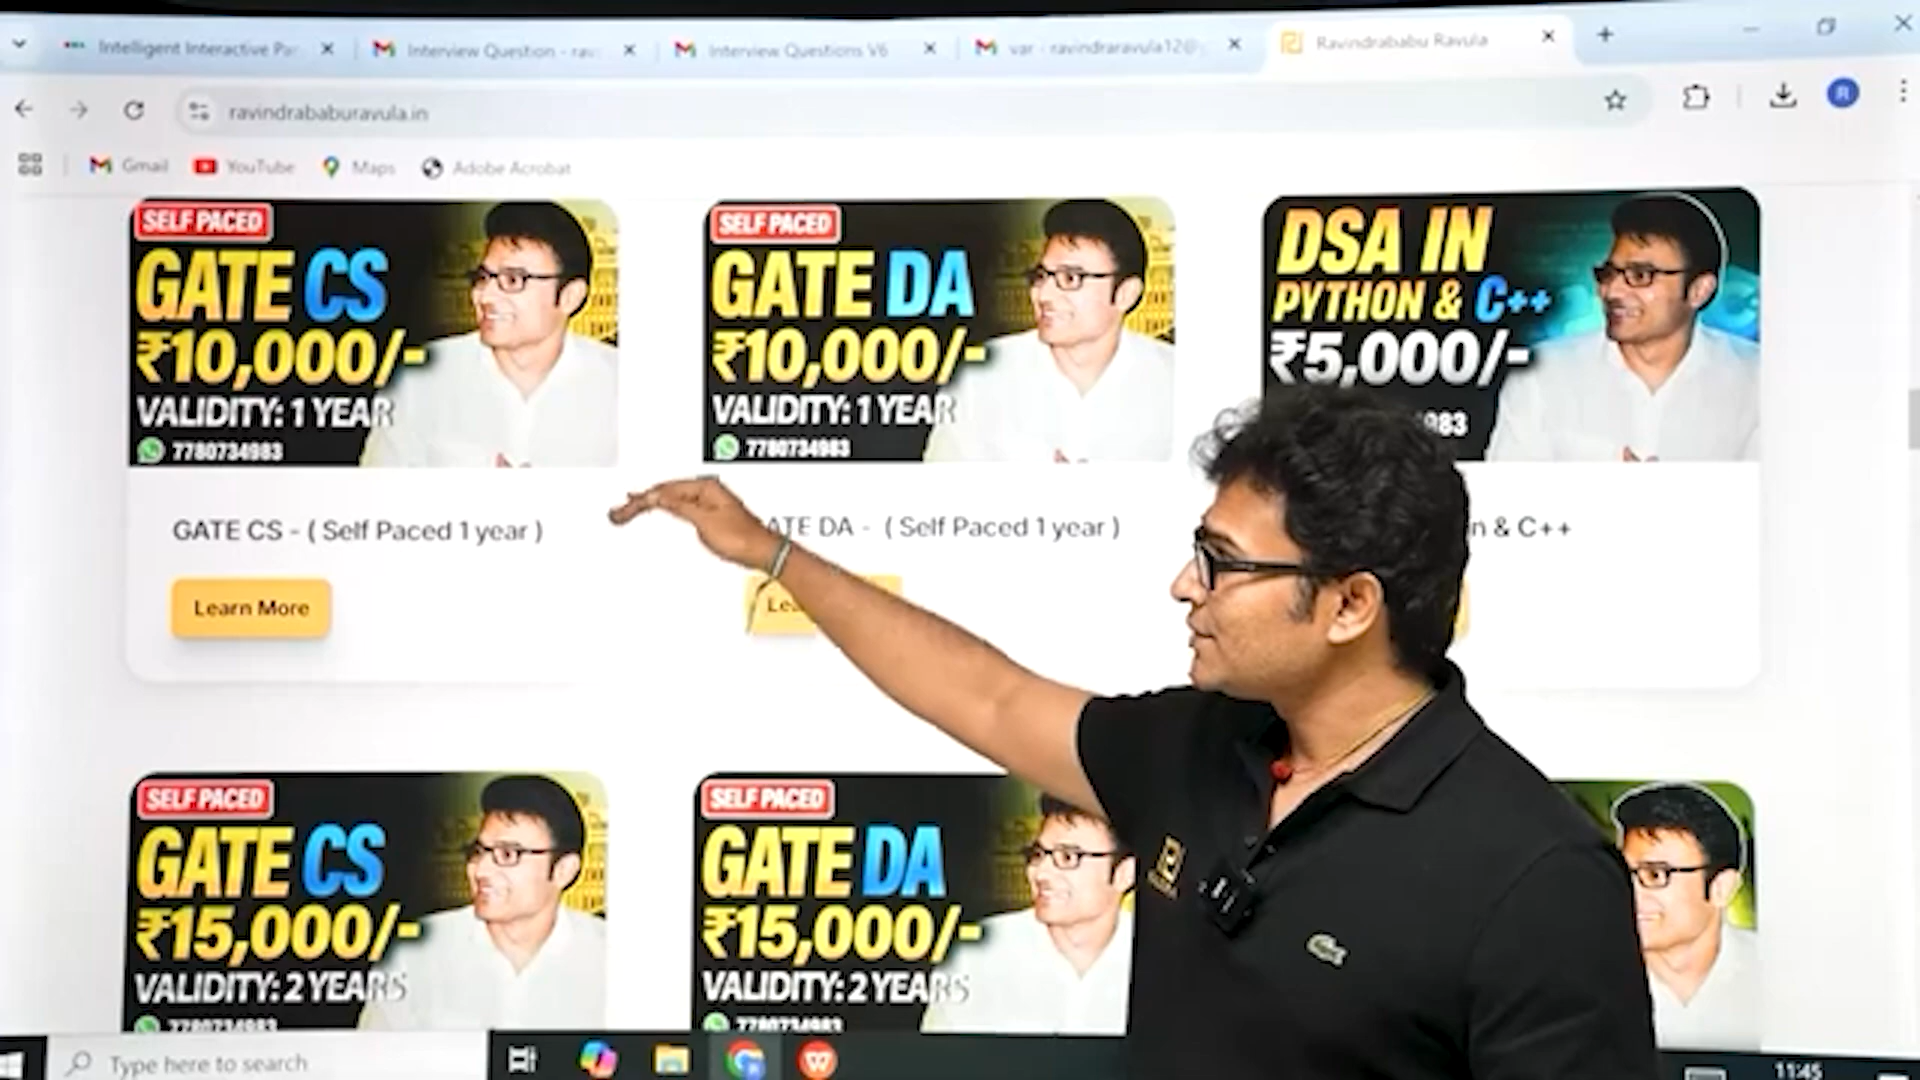 Intelligent Interactive Pa
Interview Question - rav
Interview Questions V6
var - ravindraravula12@
Ravindrababu Ravula
ravindrababuravula.in
R
Gmail
YouTube
Maps
Adobe Acrobat
SELF PACED
GATE CS
₹10,000/-
VALIDITY: 1 YEAR
7780734983
SELF PACED
GATE DA
₹10,000/-
VALIDITY: 1 YEAR
7780734983
DSA IN
PYTHON & C++
₹5,000/-
983
GATE CS - ( Self Paced 1 year )
ATE DA - ( Self Paced 1 year )
n & C++
Learn More
Lea
SELF PACED
GATE CS
₹15,000/-
VALIDITY: 2 YEARS
7780734983
SELF PACED
GATE DA
₹15,000/-
VALIDITY: 2 YEARS
7780734983
Type here to search
11:45